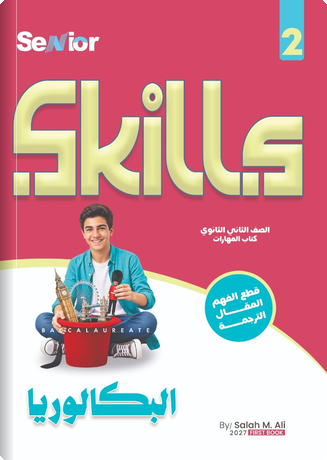 Senior
2
Skills
الصف الثاني الثانوي
كتاب المهارات
قطع الفهم
المقال
الترجمة
BACCALAUREATE
البكالوريا
By/ Salah M. Ali
2027 FIRST BOOK